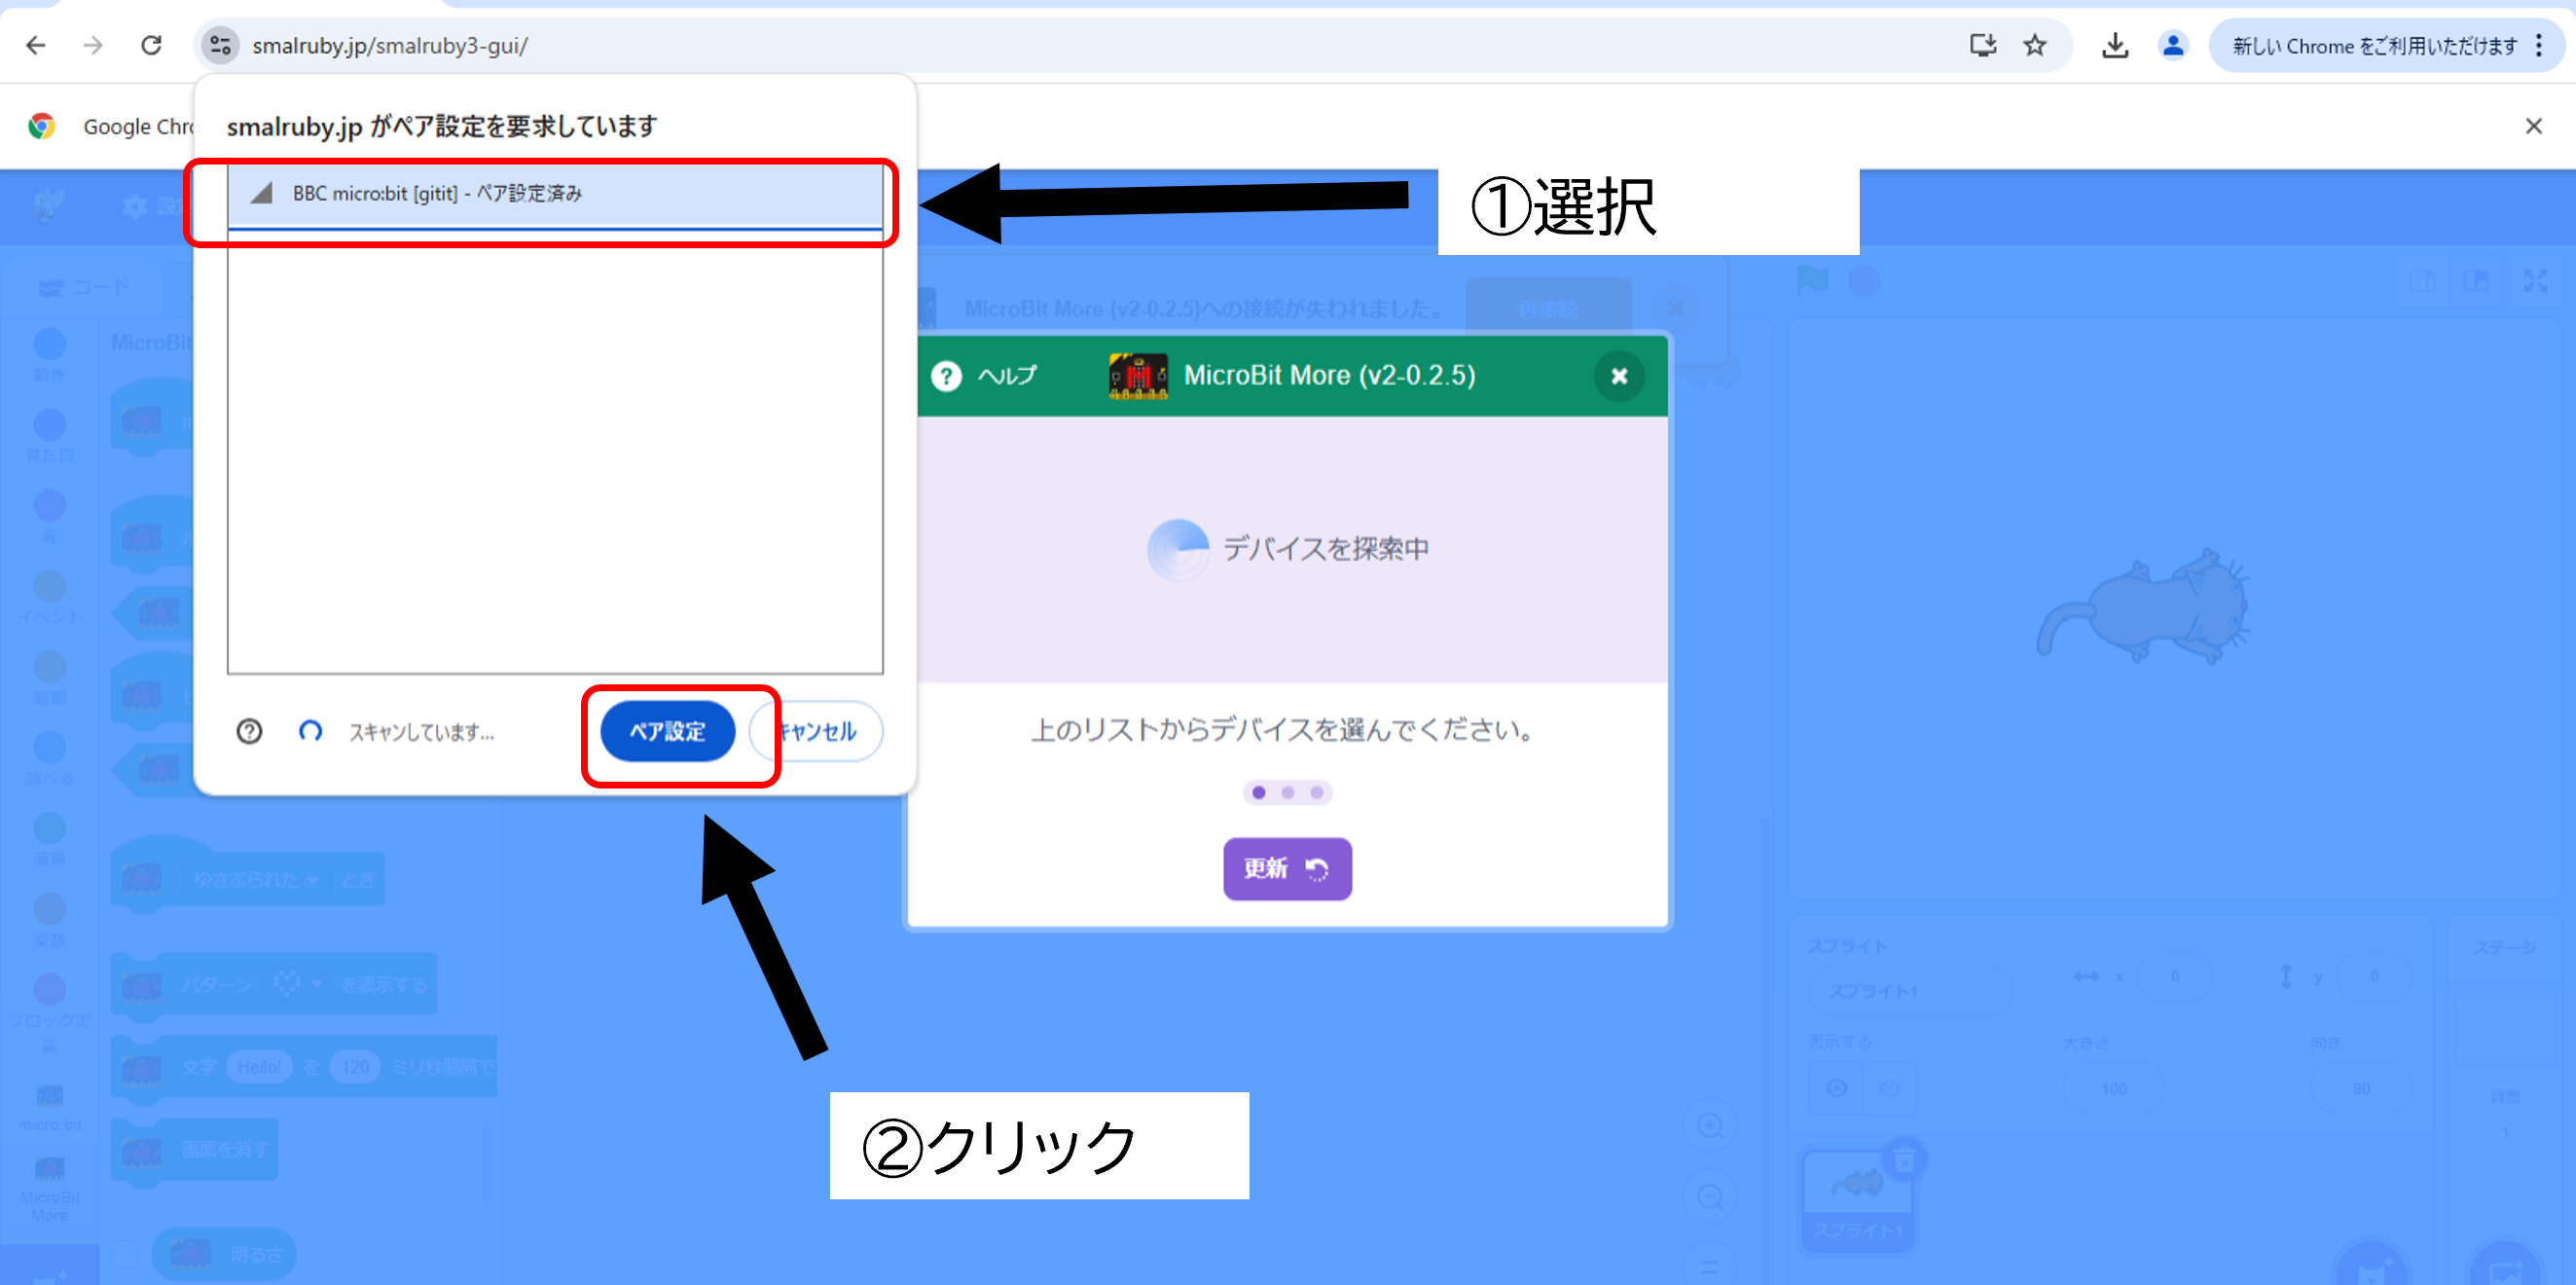 smalruby.jp/smalruby3-gui/
新しい Chrome をご利用いただけます
Google Chr
smalruby.jp がペア設定を要求しています
BBC micro:bit [gitit] - ペア設定済み
①選択
設定
コード
MicroBit More (v2-0.2.5)への接続が失われました。
再接続
MicroBit
ヘルプ
MicroBit More (v2-0.2.5)
動き
見た目
音
イベント
制御
調べる
演算
変数
ブロック定
義
micro:bit
MicroBit
More
デバイスを探索中
上のリストからデバイスを選んでください。
更新
スキャンしています...
ペア設定
キャンセル
ゆさぶられた とき
パターン を表示する
文字 Hello! を 120 ミリ秒間隔で
画面を消す
明るさ
②クリック
スプライト
スプライト1
x 0
y 0
表示する
大きさ
向き
100
90
ステージ
背景
1
スプライト1